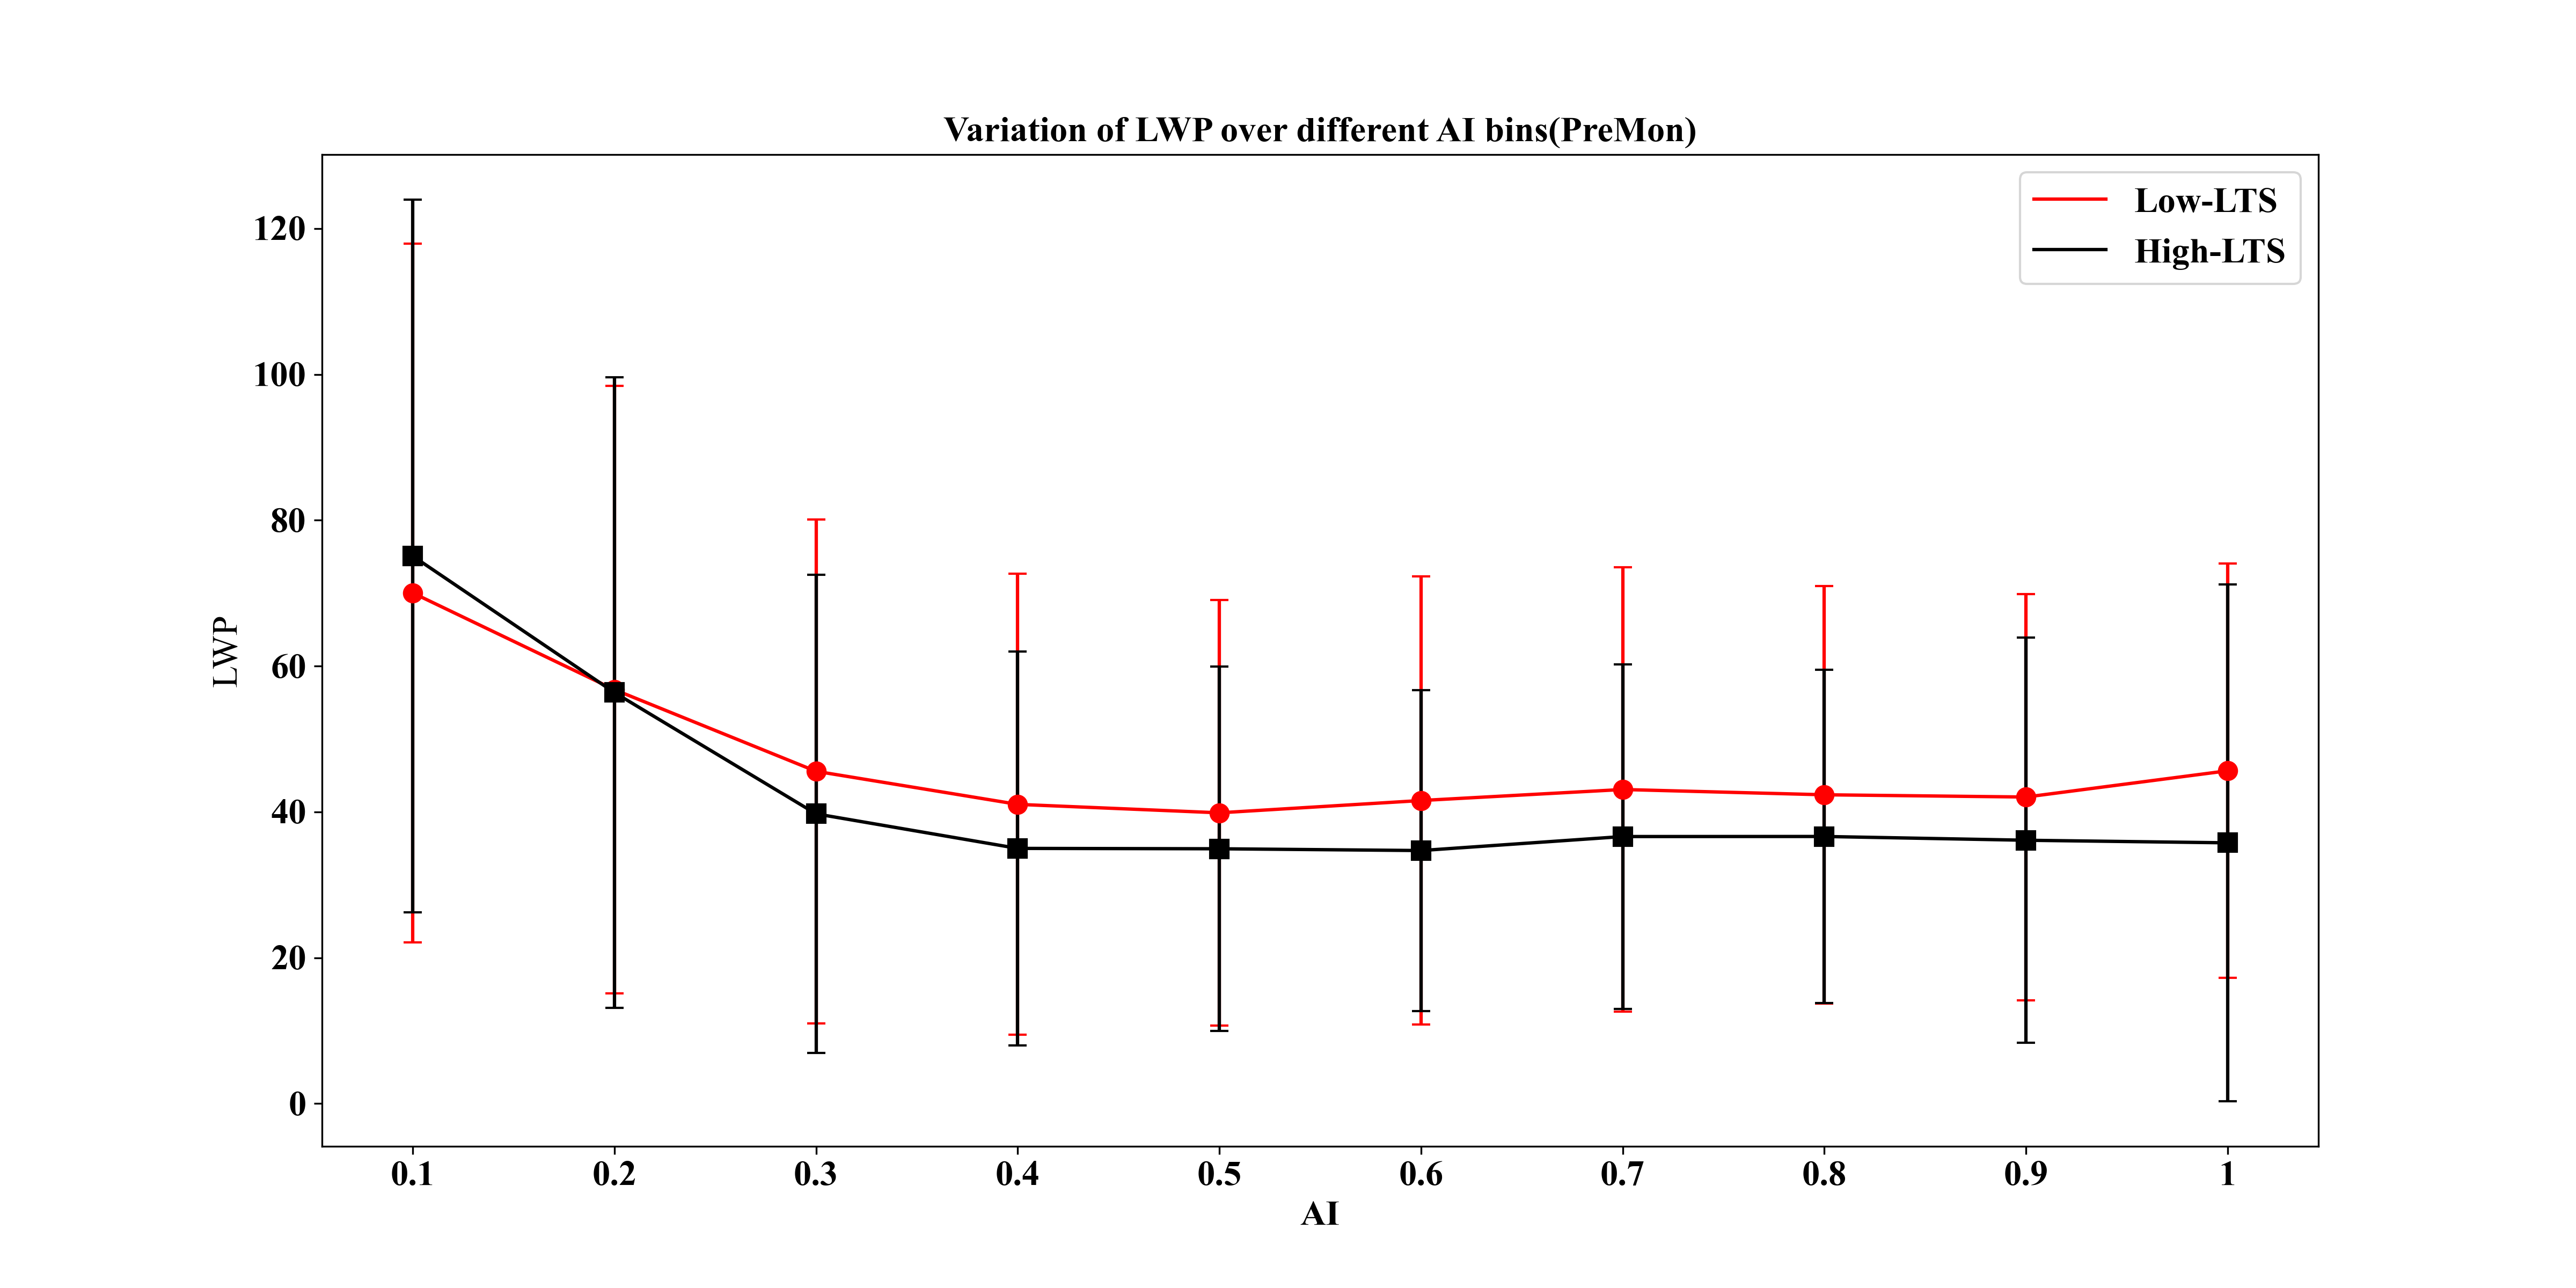 Variation of LWP over different AI bins(PreMon)
Low-LTS
High-LTS
120
100
80
60
40
20
0
LWP
0.1 0.2 0.3 0.4 0.5 0.6 0.7 0.8 0.9 1
AI